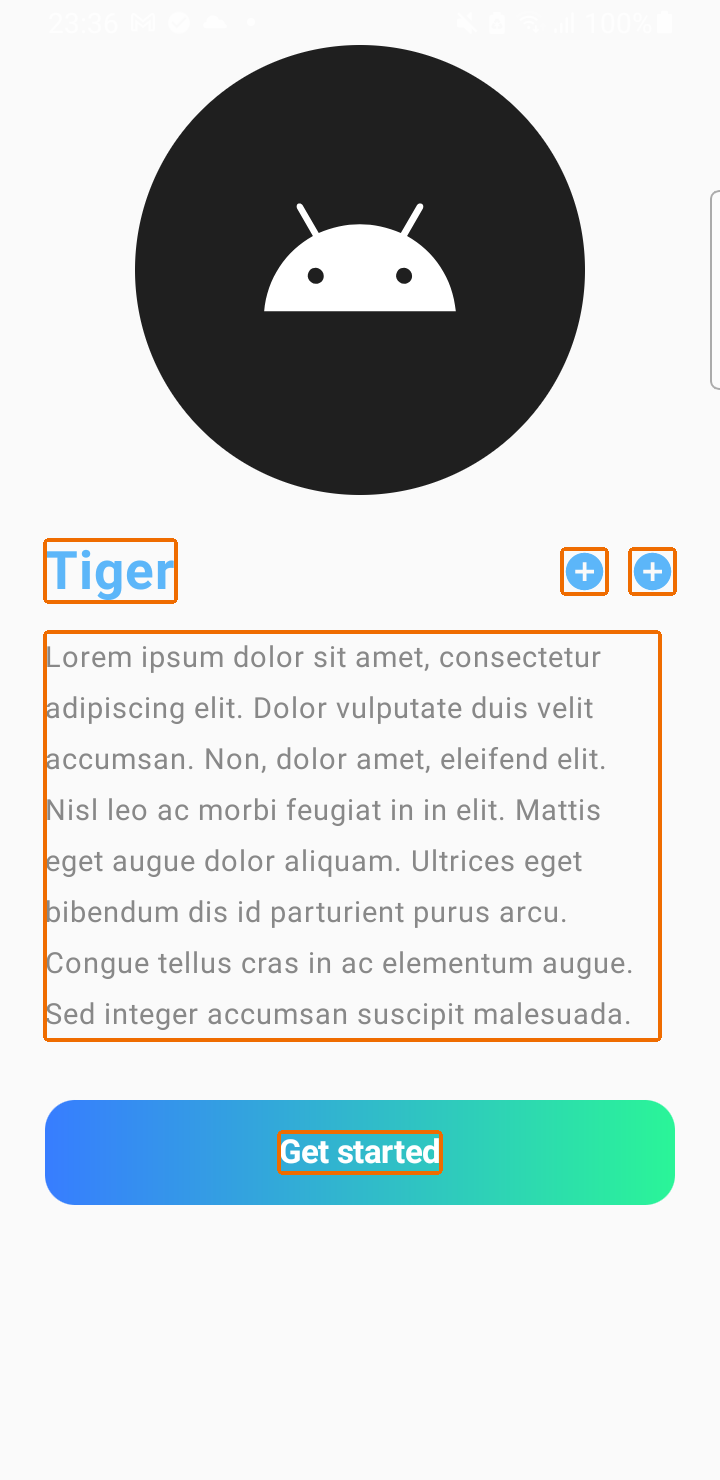 23:36 100%
Tiger
Lorem ipsum dolor sit amet, consectetur
adipiscing elit. Dolor vulputate duis velit
accumsan. Non, dolor amet, eleifend elit.
Nisl leo ac morbi feugiat in in elit. Mattis
eget augue dolor aliquam. Ultrices eget
bibendum dis id parturient purus arcu.
Congue tellus cras in ac elementum augue.
Sed integer accumsan suscipit malesuada.
Get started